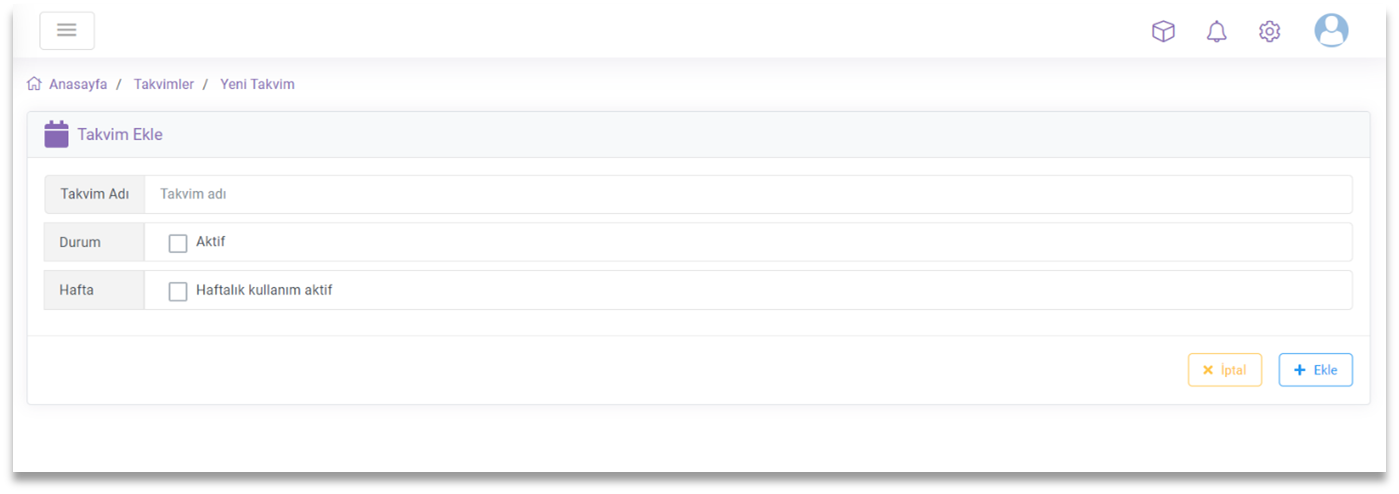 Anasayfa / Takvimler / Yeni Takvim
Takvim Ekle
Takvim Adı Takvim adı
Durum Aktif
Hafta Haftalık kullanım aktif
İptal Ekle